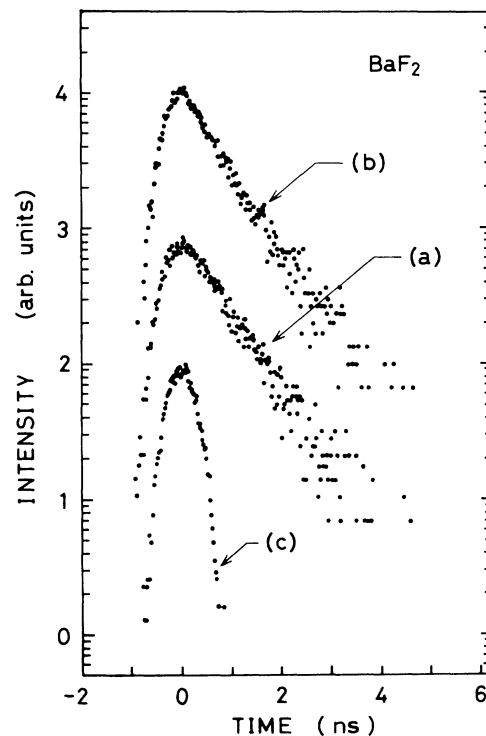 BaF2
4
(b)
3
(a)
2
1
(c)
0
INTENSITY (arb. units)
-2 0 2 4 6
TIME (ns)